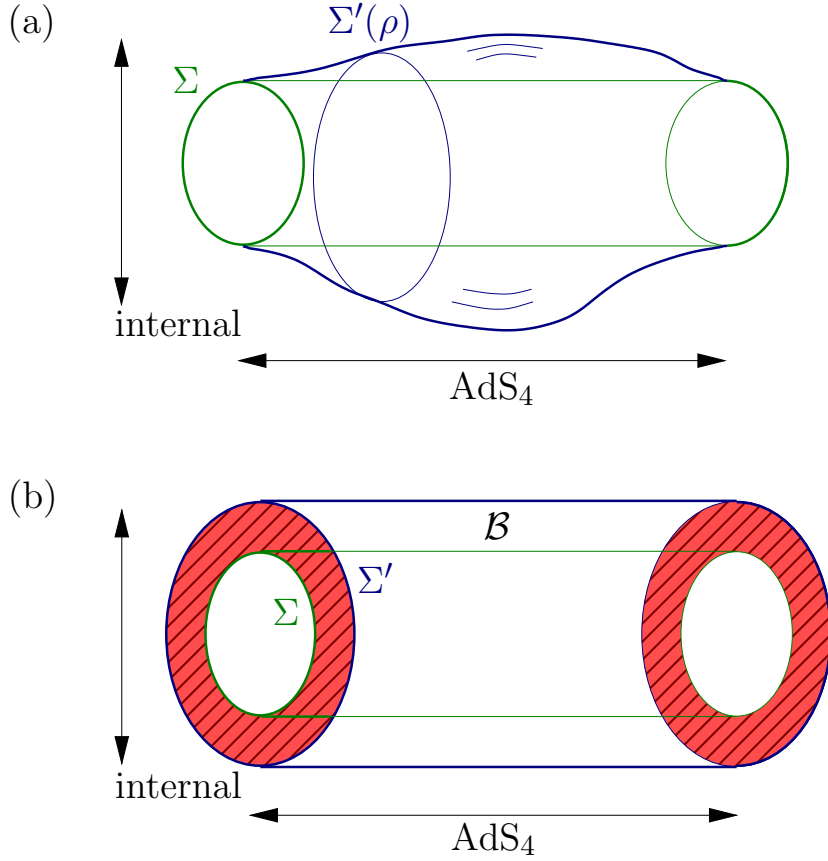 (a)
Σ′(ρ)
Σ
internal
AdS₄
(b)
ℬ
Σ′
Σ
internal
AdS₄